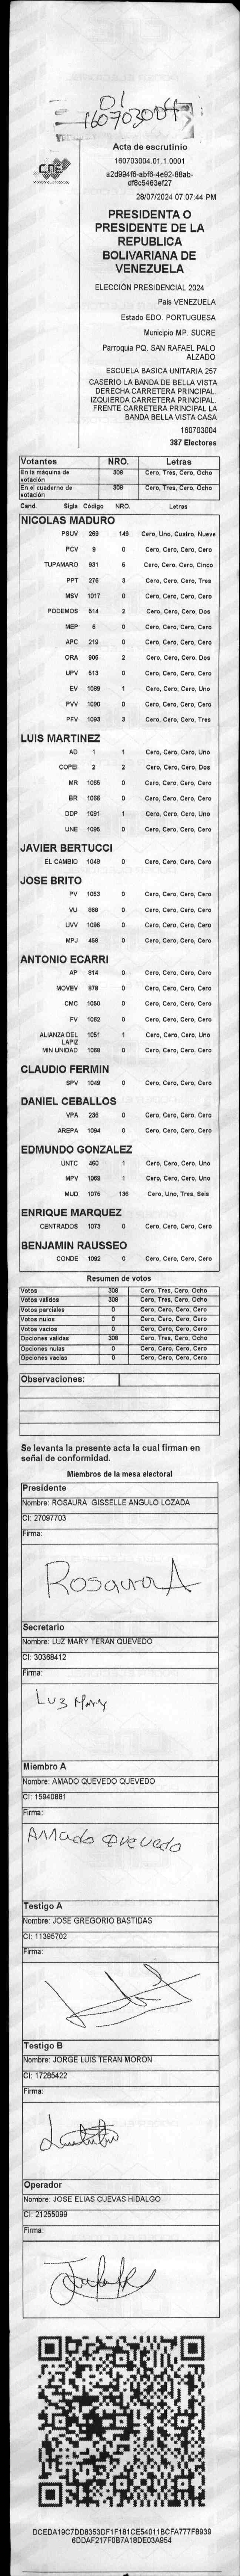 01
160703004
CNE
Acta de escrutinio
160703004.01.1.0001
a2d994f6-abf6-4e92-88ab-
df8c5463ef27
28/07/2024 07:07:44 PM
PRESIDENTA O
PRESIDENTE DE LA
REPUBLICA
BOLIVARIANA DE
VENEZUELA
ELECCIÓN PRESIDENCIAL 2024
País VENEZUELA
Estado EDO. PORTUGUESA
Municipio MP. SUCRE
Parroquia PQ. SAN RAFAEL PALO
ALZADO
ESCUELA BASICA UNITARIA 257
CASERIO LA BANDA DE BELLA VISTA
DERECHA CARRETERA PRINCIPAL.
IZQUIERDA CARRETERA PRINCIPAL.
FRENTE CARRETERA PRINCIPAL LA
BANDA BELLA VISTA CASA
160703004
387 Electores
Votantes NRO. Letras
En la máquina de votación 308 Cero, Tres, Cero, Ocho
En el cuaderno de votación 308 Cero, Tres, Cero, Ocho
Cand. Sigla Código NRO. Letras
NICOLAS MADURO
PSUV 269 149 Cero, Uno, Cuatro, Nueve
PCV 9 0 Cero, Cero, Cero, Cero
TUPAMARO 931 5 Cero, Cero, Cero, Cinco
PPT 276 3 Cero, Cero, Cero, Tres
MSV 1017 0 Cero, Cero, Cero, Cero
PODEMOS 514 2 Cero, Cero, Cero, Dos
MEP 6 0 Cero, Cero, Cero, Cero
APC 219 0 Cero, Cero, Cero, Cero
ORA 906 2 Cero, Cero, Cero, Dos
UPV 513 0 Cero, Cero, Cero, Cero
EV 1089 1 Cero, Cero, Cero, Uno
PVV 1090 0 Cero, Cero, Cero, Cero
PFV 1093 3 Cero, Cero, Cero, Tres
LUIS MARTINEZ
AD 1 1 Cero, Cero, Cero, Uno
COPEI 2 2 Cero, Cero, Cero, Dos
MR 1065 0 Cero, Cero, Cero, Cero
BR 1066 0 Cero, Cero, Cero, Cero
DDP 1091 1 Cero, Cero, Cero, Uno
UNE 1095 0 Cero, Cero, Cero, Cero
JAVIER BERTUCCI
EL CAMBIO 1048 0 Cero, Cero, Cero, Cero
JOSE BRITO
PV 1053 0 Cero, Cero, Cero, Cero
VU 868 0 Cero, Cero, Cero, Cero
UVV 1096 0 Cero, Cero, Cero, Cero
MPJ 459 0 Cero, Cero, Cero, Cero
ANTONIO ECARRI
AP 814 0 Cero, Cero, Cero, Cero
MOVEV 878 0 Cero, Cero, Cero, Cero
CMC 1050 0 Cero, Cero, Cero, Cero
FV 1062 0 Cero, Cero, Cero, Cero
ALIANZA DEL LAPIZ 1051 1 Cero, Cero, Cero, Uno
MIN UNIDAD 1068 0 Cero, Cero, Cero, Cero
CLAUDIO FERMIN
SPV 1049 0 Cero, Cero, Cero, Cero
DANIEL CEBALLOS
VPA 236 0 Cero, Cero, Cero, Cero
AREPA 1094 0 Cero, Cero, Cero, Cero
EDMUNDO GONZALEZ
UNTC 460 1 Cero, Cero, Cero, Uno
MPV 1069 1 Cero, Cero, Cero, Uno
MUD 1075 136 Cero, Uno, Tres, Seis
ENRIQUE MARQUEZ
CENTRADOS 1073 0 Cero, Cero, Cero, Cero
BENJAMIN RAUSSEO
CONDE 1092 0 Cero, Cero, Cero, Cero
Resumen de votos
Votos 308 Cero, Tres, Cero, Ocho
Votos validos 308 Cero, Tres, Cero, Ocho
Votos parciales 0 Cero, Cero, Cero, Cero
Votos nulos 0 Cero, Cero, Cero, Cero
Votos vacíos 0 Cero, Cero, Cero, Cero
Opciones validas 308 Cero, Tres, Cero, Ocho
Opciones nulas 0 Cero, Cero, Cero, Cero
Opciones vacías 0 Cero, Cero, Cero, Cero
Observaciones:
Se levanta la presente acta la cual firman en
señal de conformidad.
Miembros de la mesa electoral
Presidente
Nombre: ROSAURA GISSELLE ANGULO LOZADA
CI: 27097703
Firma:
Rosaura A
Secretario
Nombre: LUZ MARY TERAN QUEVEDO
CI: 30368412
Firma:
Luz Mary
Miembro A
Nombre: AMADO QUEVEDO QUEVEDO
CI: 15940881
Firma:
Amado Quevedo
Testigo A
Nombre: JOSE GREGORIO BASTIDAS
CI: 11395702
Firma:
Testigo B
Nombre: JORGE LUIS TERAN MORON
CI: 17265422
Firma:
Operador
Nombre: JOSE ELIAS CUEVAS HIDALGO
CI: 21255099
Firma:
DCEDA19C7DD8353DF1F181CE54011BCFA777F8939
6DDAF217F0B7A18DE03A954